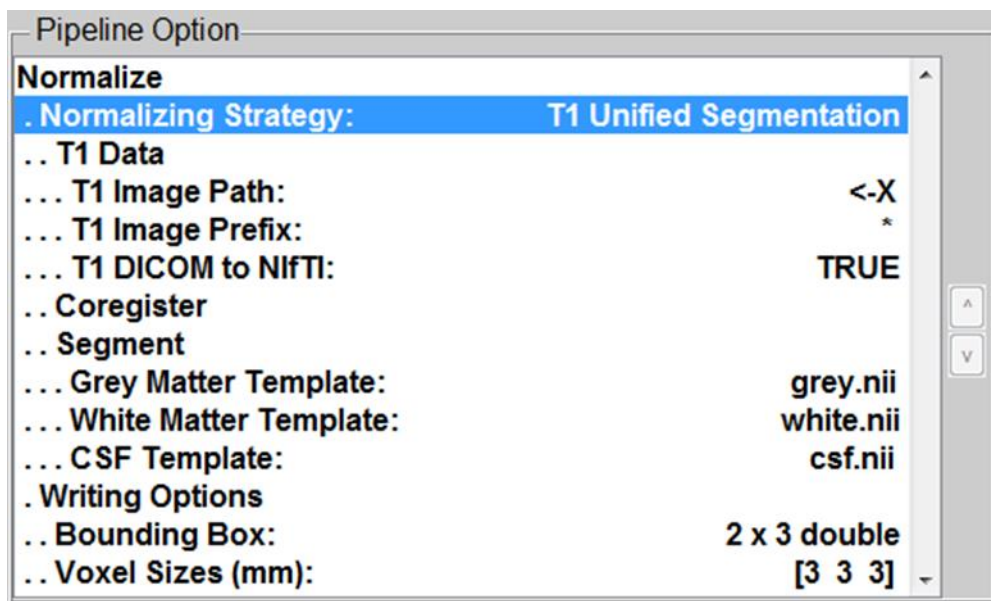 Pipeline Option
Normalize
. Normalizing Strategy: T1 Unified Segmentation
. . T1 Data
. . . T1 Image Path: <-X
. . . T1 Image Prefix: *
. . . T1 DICOM to NIfTI: TRUE
. . Coregister
. . Segment
. . . Grey Matter Template: grey.nii
. . . White Matter Template: white.nii
. . . CSF Template: csf.nii
. Writing Options
. . Bounding Box: 2 x 3 double
. . Voxel Sizes (mm): [3 3 3]